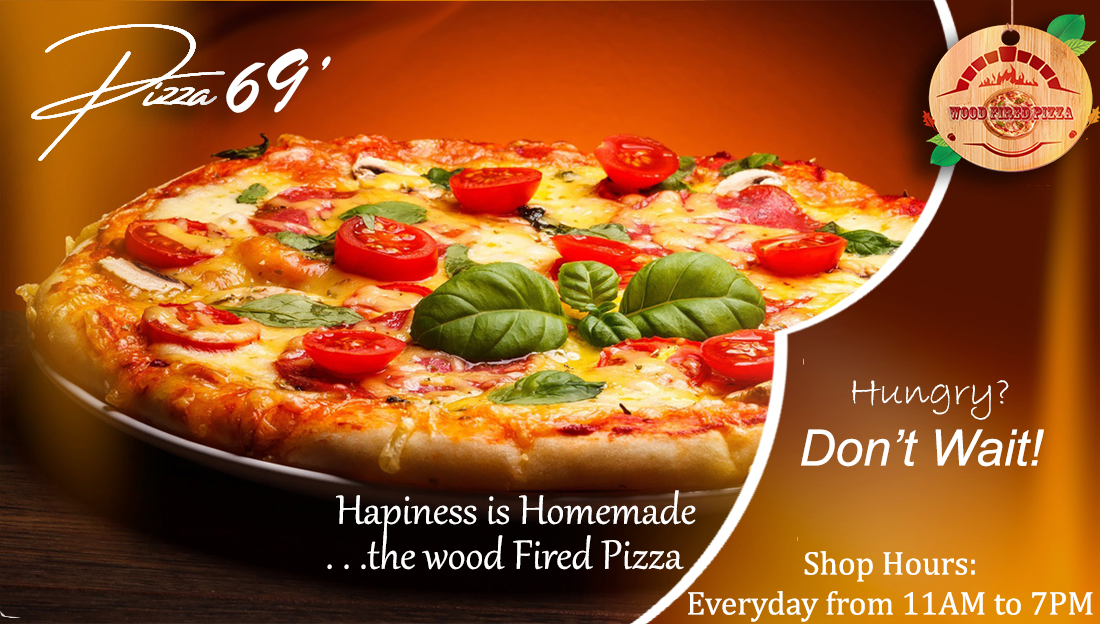 Pizza 69'
WOOD FIRED PIZZA
Hungry?
Don't Wait!
Hapiness is Homemade
. . .the wood Fired Pizza
Shop Hours:
Everyday from 11AM to 7PM